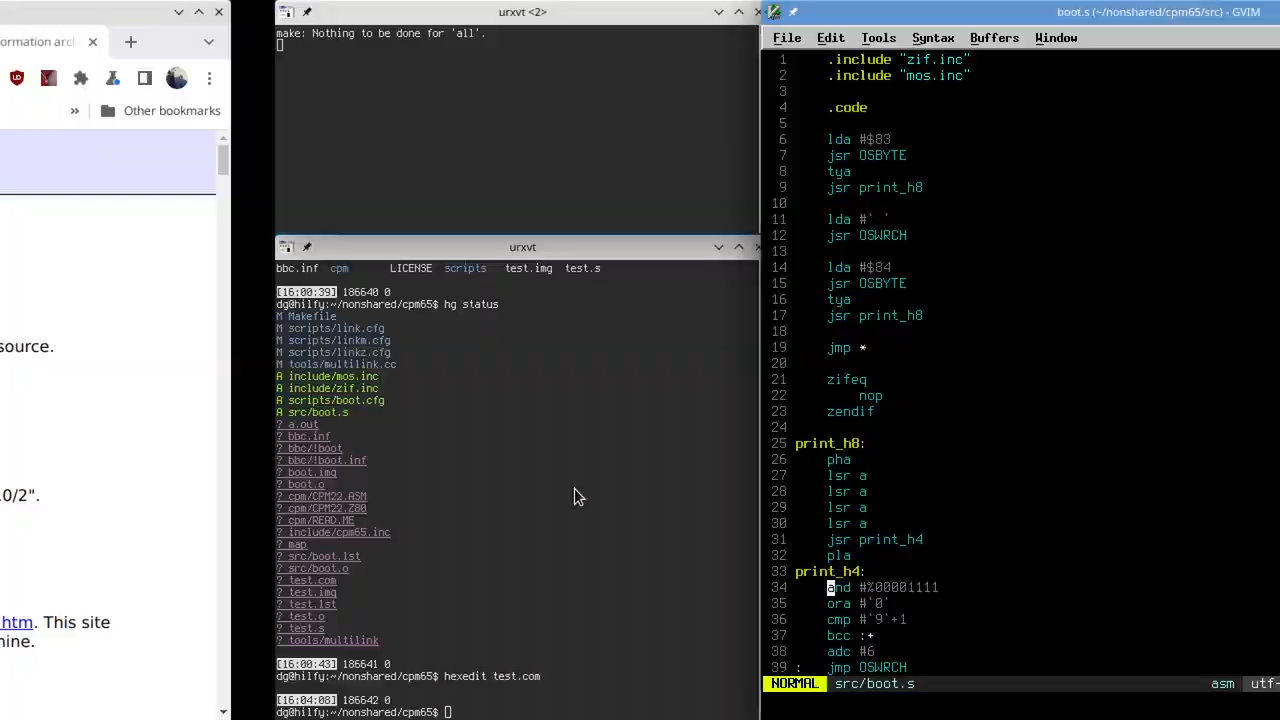 ormation arc
Other bookmarks
source.
.0/2".
.htm. This site
nine.
urxvt <2>
make: Nothing to be done for 'all'.
urxvt
bbc.inf cpm LICENSE scripts test.img test.s
[16:00:39] 186640 0
dg@hilfy:~/nonshared/cpm65$ hg status
M Makefile
M scripts/link.cfg
M scripts/linkm.cfg
M scripts/linkz.cfg
M tools/multilink.cc
A include/mos.inc
A include/zif.inc
A scripts/boot.cfg
A src/boot.s
? a.out
? bbc.inf
? bbc/!boot
? bbc/!boot.inf
? boot.img
? boot.o
? cpm/CPM22.ASM
? cpm/CPM22.Z80
? cpm/READ.ME
? include/cpm65.inc
? map
? src/boot.lst
? src/boot.o
? test.com
? test.img
? test.lst
? test.o
? test.s
? tools/multilink
[16:00:43] 186641 0
dg@hilfy:~/nonshared/cpm65$ hexedit test.com
[16:04:08] 186642 0
dg@hilfy:~/nonshared/cpm65$
boot.s (~/nonshared/cpm65/src) - GVIM
File Edit Tools Syntax Buffers Window
1 .include "zif.inc"
2 .include "mos.inc"
3
4 .code
5
6 lda #$83
7 jsr OSBYTE
8 tya
9 jsr print_h8
10
11 lda #' '
12 jsr OSWRCH
13
14 lda #$84
15 jsr OSBYTE
16 tya
17 jsr print_h8
18
19 jmp *
20
21 zifeq
22 nop
23 zendif
24
25 print_h8:
26 pha
27 lsr a
28 lsr a
29 lsr a
30 lsr a
31 jsr print_h4
32 pla
33 print_h4:
34 and #%00001111
35 ora #'0'
36 cmp #'9'+1
37 bcc :+
38 adc #6
39 : jmp OSWRCH
NORMAL src/boot.s asm utf-